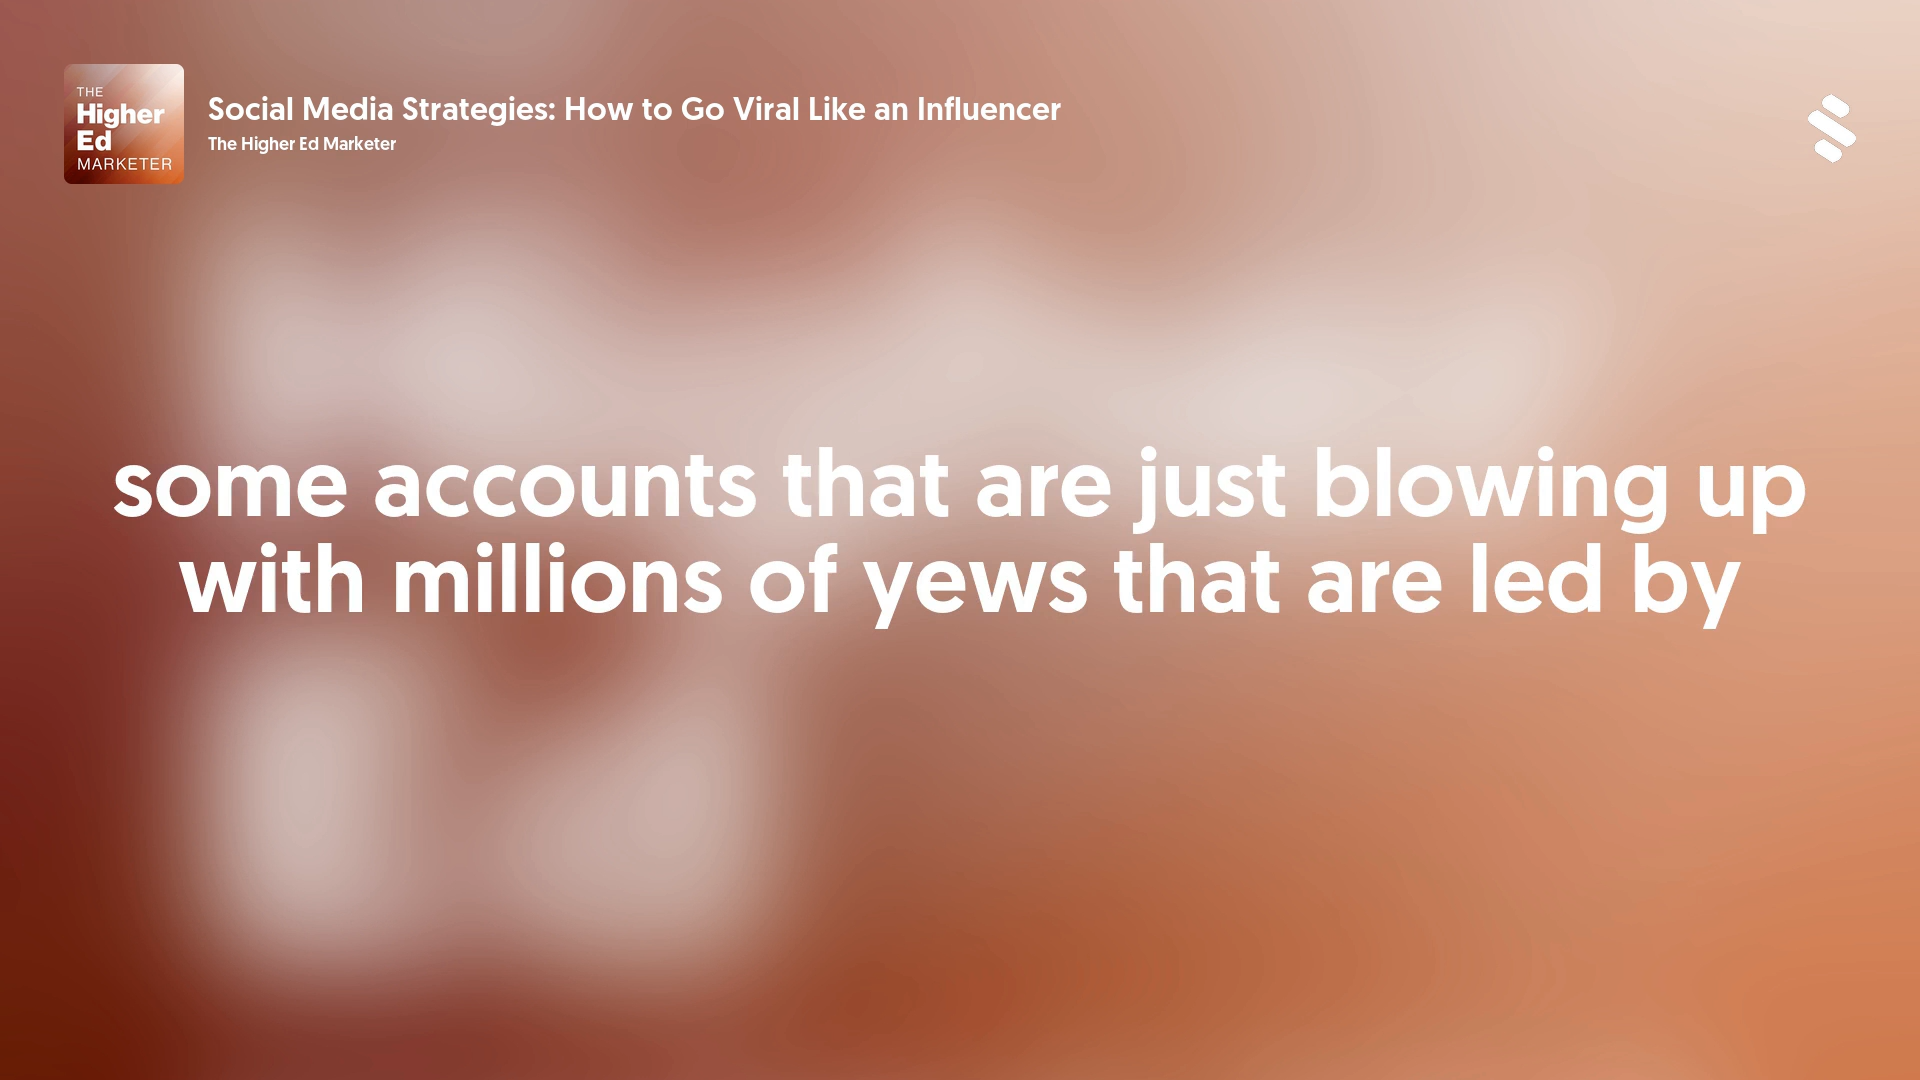 THE
Higher
Ed
MARKETER
Social Media Strategies: How to Go Viral Like an Influencer
The Higher Ed Marketer
some accounts that are just blowing up
with millions of yews that are led by